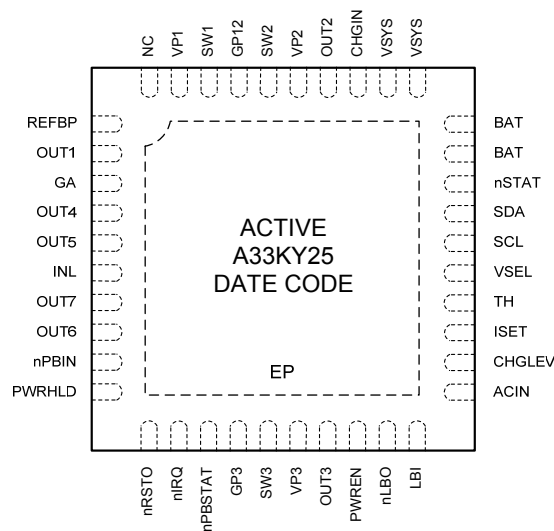 NC
VP1
SW1
GP12
SW2
VP2
OUT2
CHGIN
VSYS
VSYS
REFBP
OUT1
GA
OUT4
OUT5
INL
OUT7
OUT6
nPBIN
PWRHLD
ACTIVE
A33KY25
DATE CODE
EP
BAT
BAT
nSTAT
SDA
SCL
VSEL
TH
ISET
CHGLEV
ACIN
nRSTO
nIRQ
nPBSTAT
GP3
SW3
VP3
OUT3
PWREN
nLBO
LBI